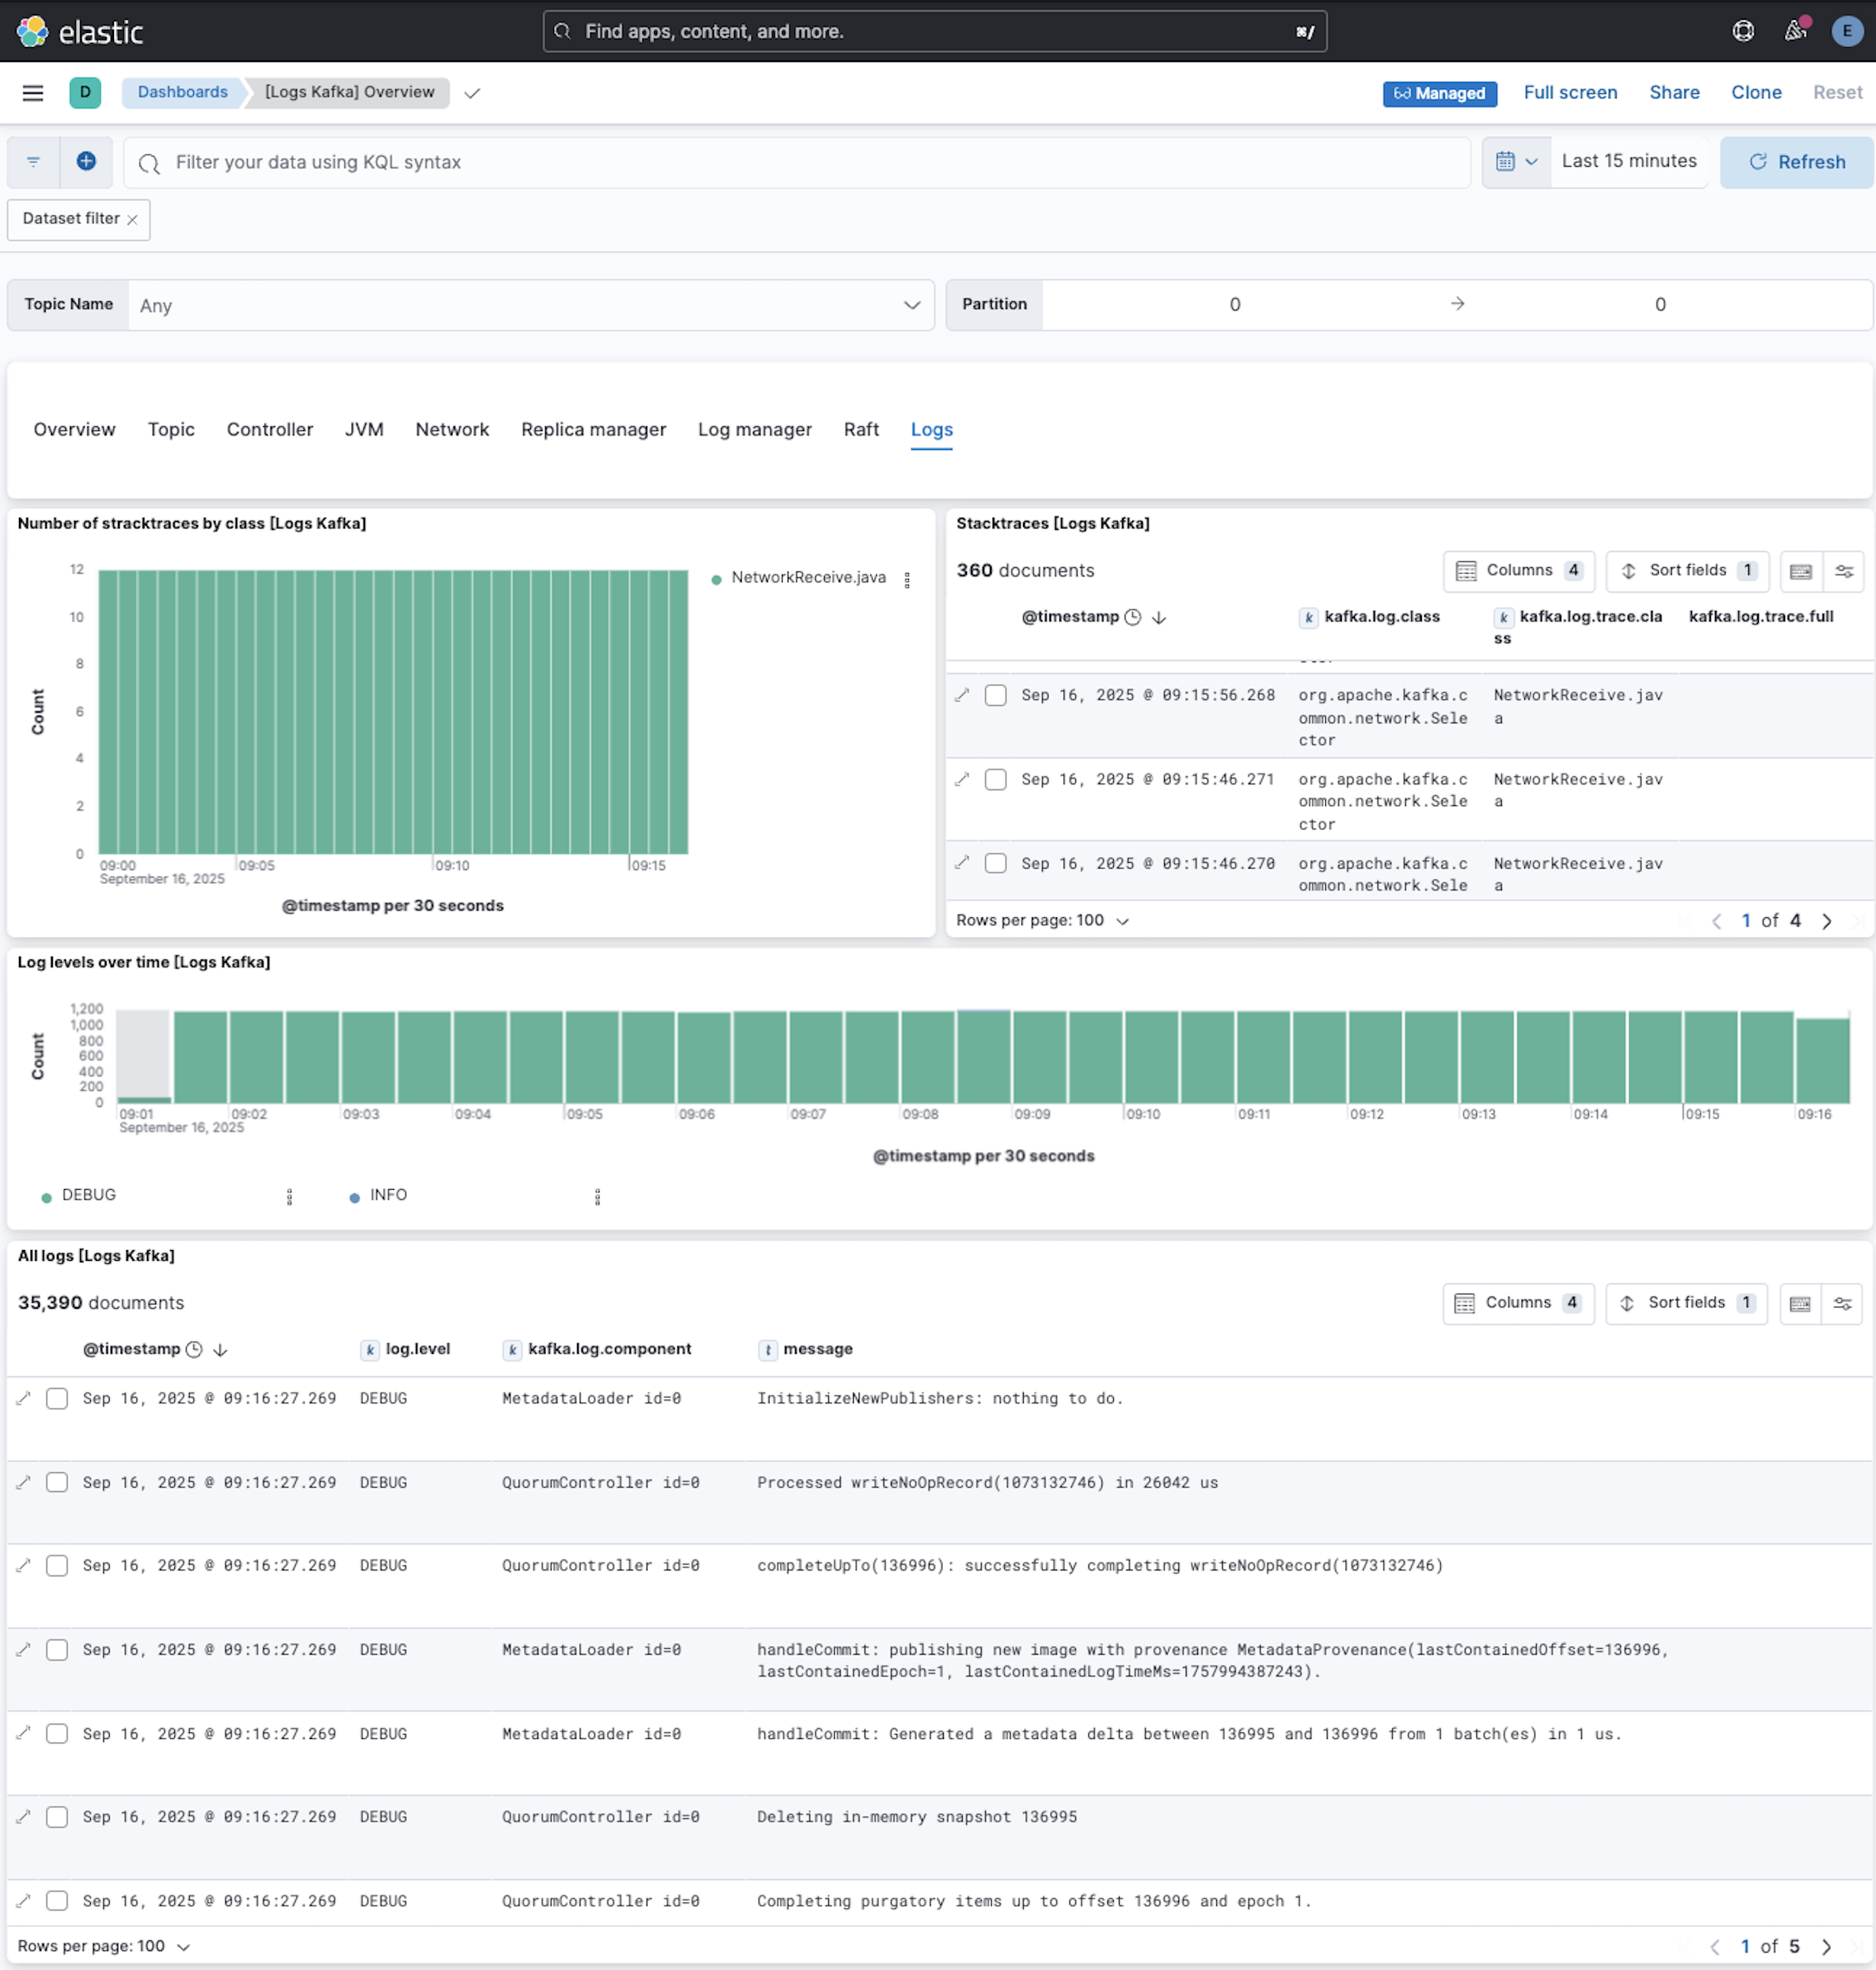 elastic
Find apps, content, and more.
⌘/
E
D
Dashboards
[Logs Kafka] Overview
Managed
Full screen
Share
Clone
Reset
Filter your data using KQL syntax
Last 15 minutes
Refresh
Dataset filter
Topic Name
Any
Partition
0
→
0
Overview
Topic
Controller
JVM
Network
Replica manager
Log manager
Raft
Logs
Number of stracktraces by class [Logs Kafka]
12
10
8
6
4
2
0
Count
09:00
09:05
09:10
09:15
September 16, 2025
@timestamp per 30 seconds
NetworkReceive.java
Stacktraces [Logs Kafka]
360 documents
Columns 4
Sort fields 1
@timestamp
k kafka.log.class
k kafka.log.trace.cla
ss
kafka.log.trace.full
Sep 16, 2025 @ 09:15:56.268
org.apache.kafka.c
ommon.network.Sele
ctor
NetworkReceive.jav
a
Sep 16, 2025 @ 09:15:46.271
org.apache.kafka.c
ommon.network.Sele
ctor
NetworkReceive.jav
a
Sep 16, 2025 @ 09:15:46.270
org.apache.kafka.c
ommon.network.Sele
NetworkReceive.jav
a
Rows per page: 100
1 of 4
Log levels over time [Logs Kafka]
1,200
1,000
800
600
400
200
0
Count
09:01
09:02
09:03
09:04
09:05
09:06
09:07
09:08
09:09
09:10
09:11
09:12
09:13
09:14
09:15
09:16
September 16, 2025
@timestamp per 30 seconds
DEBUG
INFO
All logs [Logs Kafka]
35,390 documents
Columns 4
Sort fields 1
@timestamp
k log.level
k kafka.log.component
t message
Sep 16, 2025 @ 09:16:27.269 DEBUG MetadataLoader id=0 InitializeNewPublishers: nothing to do.
Sep 16, 2025 @ 09:16:27.269 DEBUG QuorumController id=0 Processed writeNoOpRecord(1073132746) in 26042 us
Sep 16, 2025 @ 09:16:27.269 DEBUG QuorumController id=0 completeUpTo(136996): successfully completing writeNoOpRecord(1073132746)
Sep 16, 2025 @ 09:16:27.269 DEBUG MetadataLoader id=0 handleCommit: publishing new image with provenance MetadataProvenance(lastContainedOffset=136996,
lastContainedEpoch=1, lastContainedLogTimeMs=1757994387243).
Sep 16, 2025 @ 09:16:27.269 DEBUG MetadataLoader id=0 handleCommit: Generated a metadata delta between 136995 and 136996 from 1 batch(es) in 1 us.
Sep 16, 2025 @ 09:16:27.269 DEBUG QuorumController id=0 Deleting in-memory snapshot 136995
Sep 16, 2025 @ 09:16:27.269 DEBUG QuorumController id=0 Completing purgatory items up to offset 136996 and epoch 1.
Rows per page: 100
1 of 5